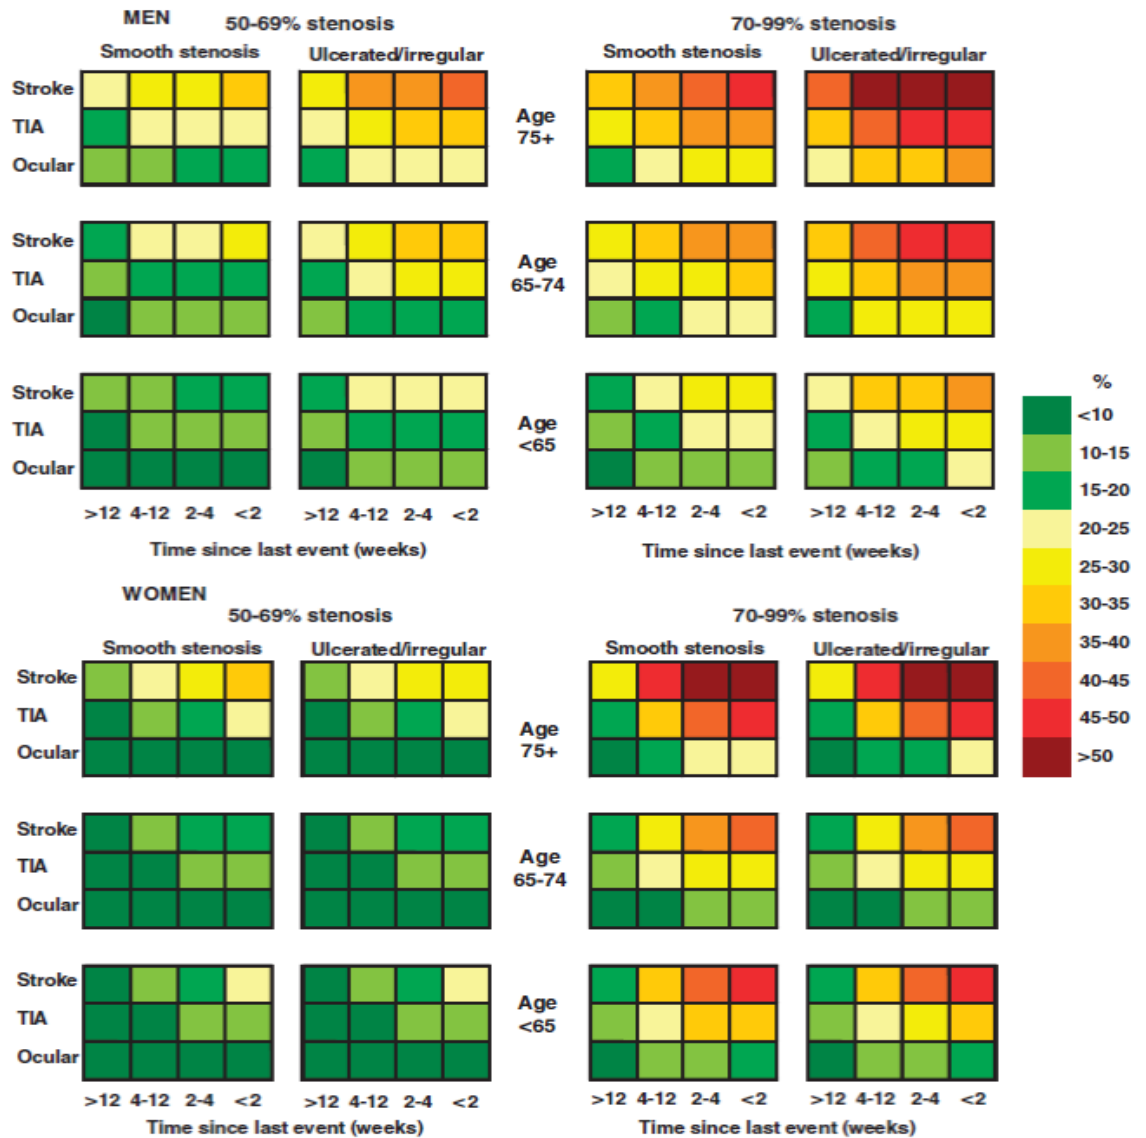 MEN
50-69% stenosis
70-99% stenosis
Smooth stenosis
Ulcerated/irregular
Smooth stenosis
Ulcerated/irregular
Stroke
TIA
Ocular
Age
75+
Stroke
TIA
Ocular
Age
65-74
Stroke
TIA
Ocular
Age
<65
>12 4-12 2-4 <2
>12 4-12 2-4 <2
>12 4-12 2-4 <2
>12 4-12 2-4 <2
Time since last event (weeks)
Time since last event (weeks)
%
<10
10-15
15-20
20-25
25-30
30-35
35-40
40-45
45-50
>50
WOMEN
50-69% stenosis
70-99% stenosis
Smooth stenosis
Ulcerated/irregular
Smooth stenosis
Ulcerated/irregular
Stroke
TIA
Ocular
Age
75+
Stroke
TIA
Ocular
Age
65-74
Stroke
TIA
Ocular
Age
<65
>12 4-12 2-4 <2
>12 4-12 2-4 <2
>12 4-12 2-4 <2
>12 4-12 2-4 <2
Time since last event (weeks)
Time since last event (weeks)